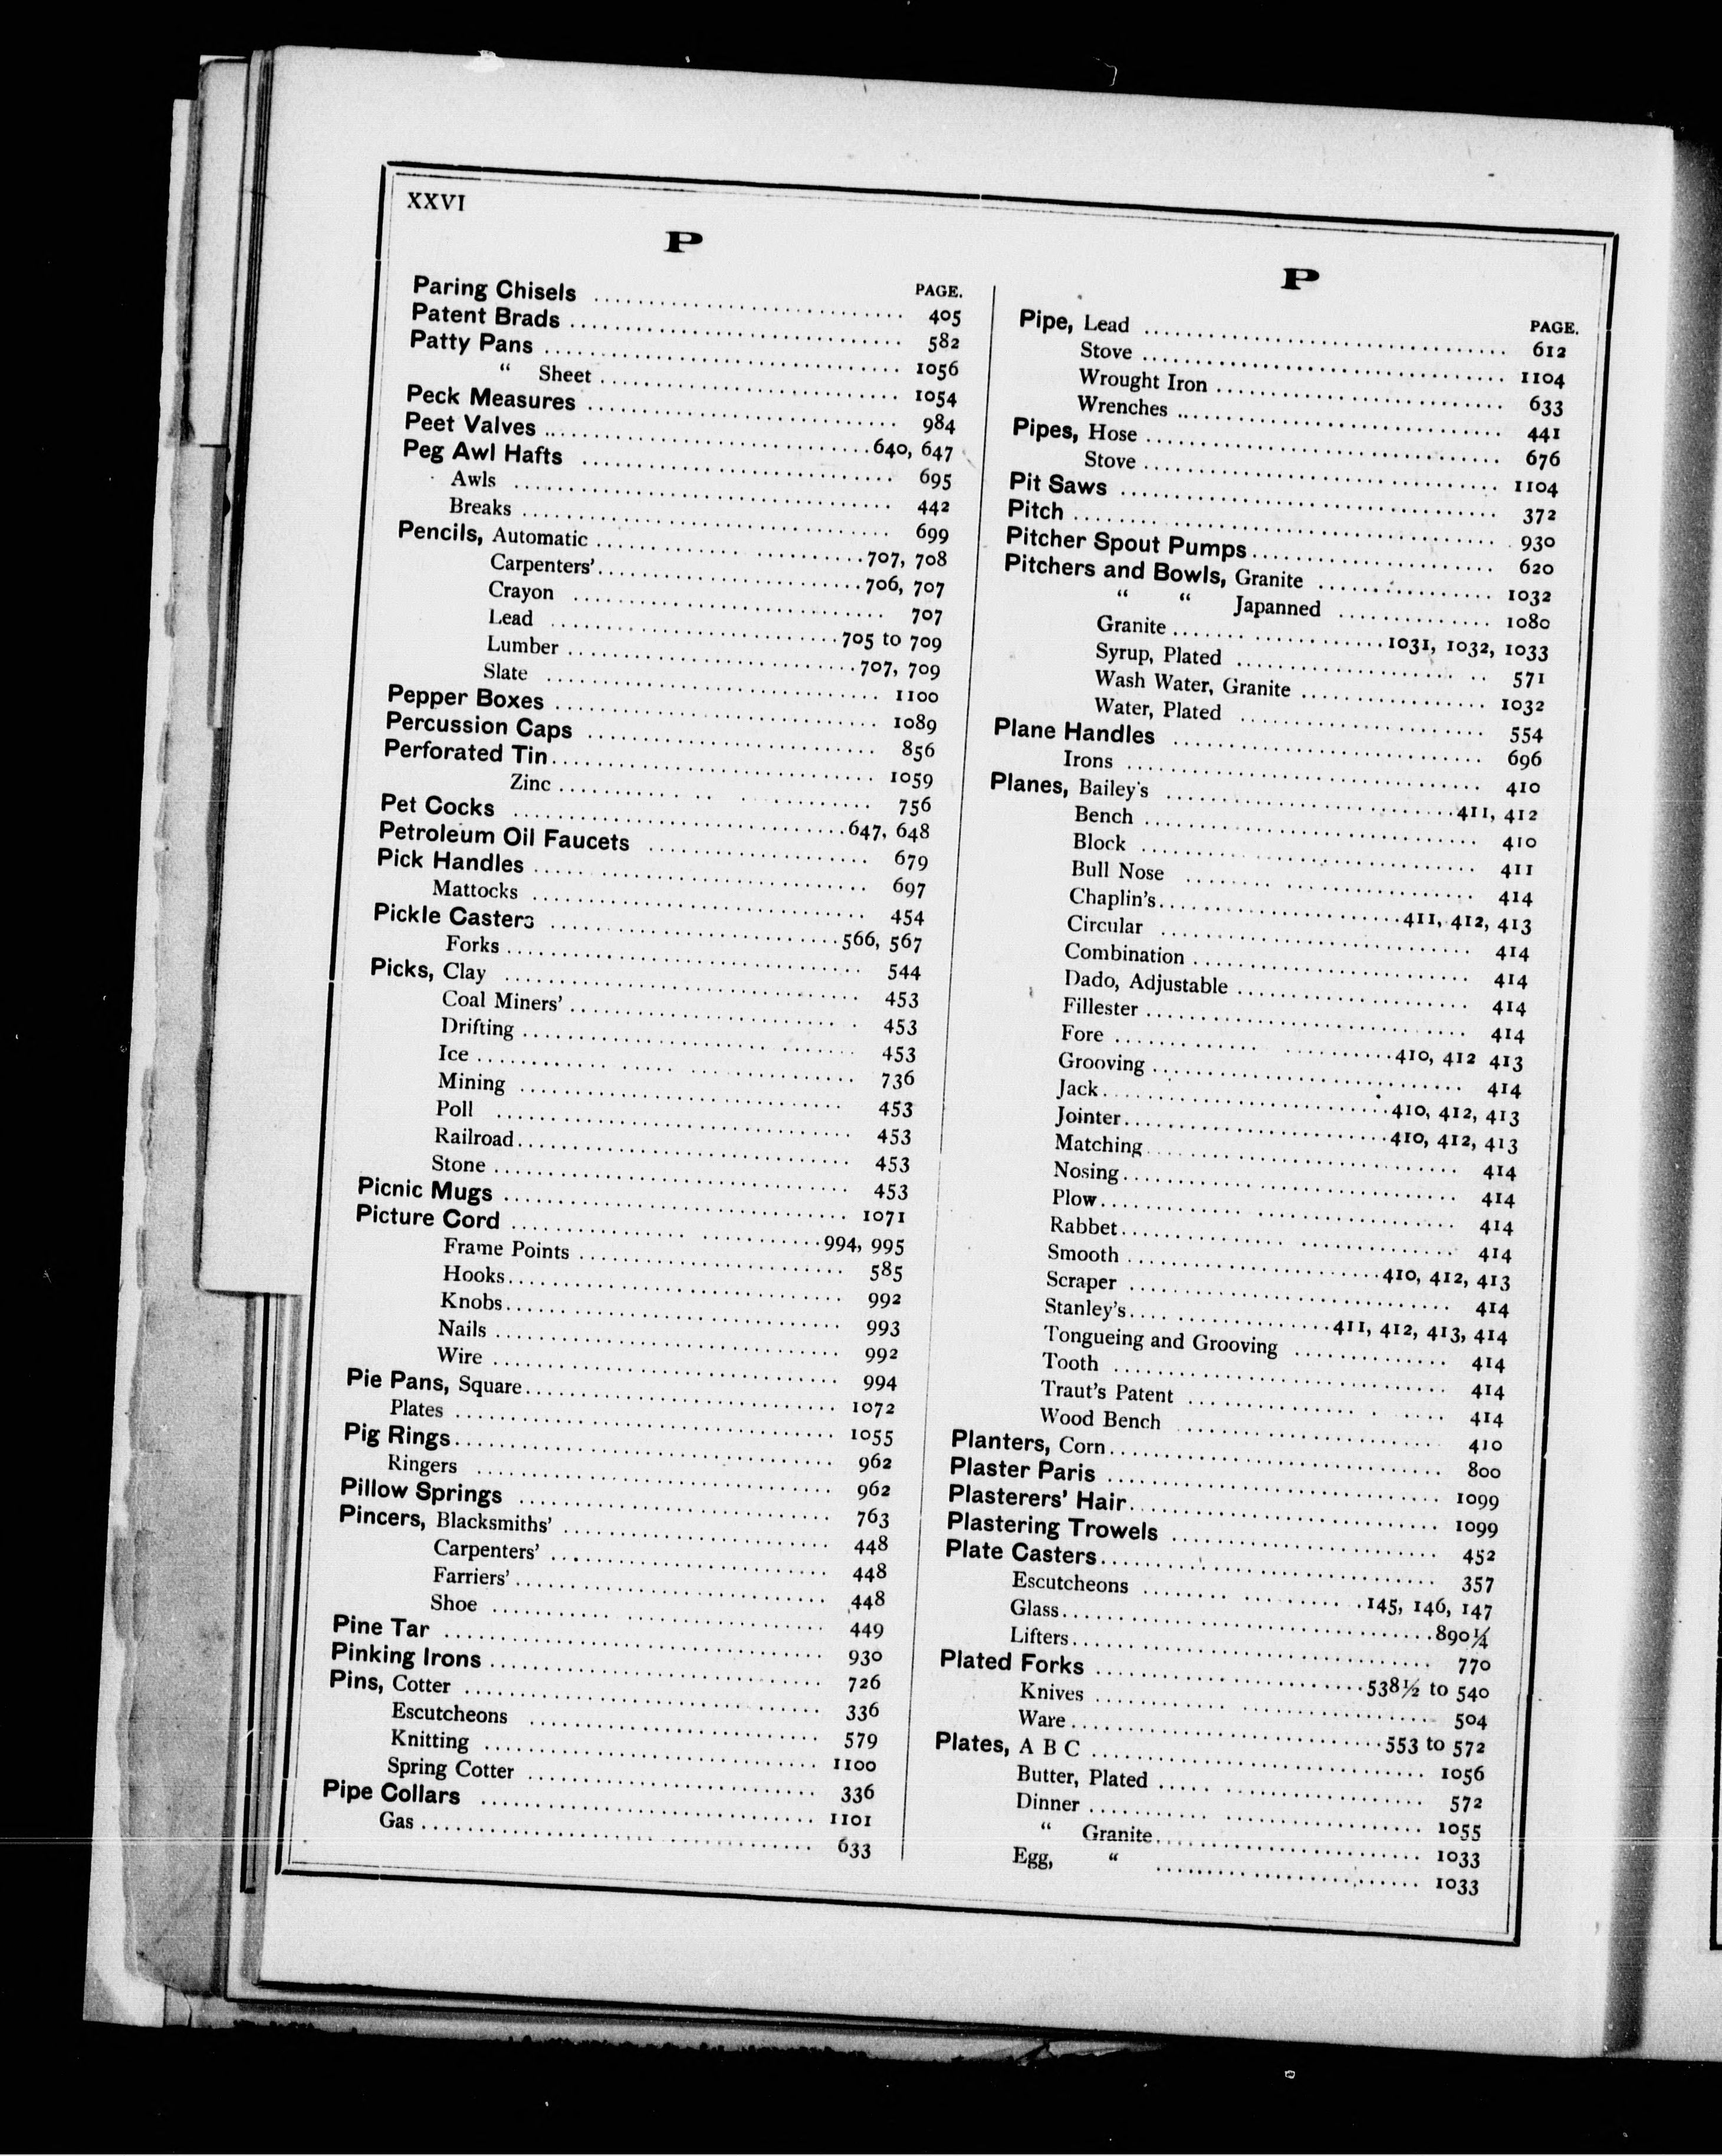 XXVI
P
PAGE.
Paring Chisels ........ 405
Patent Brads ........ 582
Patty Pans ........ 1056
“ Sheet ........ 1054
Peck Measures ........ 984
Peet Valves ........ 640, 647
Peg Awl Hafts ........ 695
Awls ........ 442
Breaks ........ 699
Pencils, Automatic ........ 707, 708
Carpenters' ........ 706, 707
Crayon ........ 707
Lead ........ 705 to 709
Lumber ........ 707, 709
Slate ........ 1100
Pepper Boxes ........ 1089
Percussion Caps ........ 856
Perforated Tin ........ 1059
Zinc ........ 756
Pet Cocks ........ 647, 648
Petroleum Oil Faucets ........ 679
Pick Handles ........ 697
Mattocks ........ 454
Pickle Casters ........ 566, 567
Forks ........ 544
Picks, Clay ........ 453
Coal Miners' ........ 453
Drifting ........ 453
Ice ........ 736
Mining ........ 453
Poll ........ 453
Railroad ........ 453
Stone ........ 453
Picnic Mugs ........ 1071
Picture Cord ........ 994, 995
Frame Points ........ 585
Hooks ........ 992
Knobs ........ 993
Nails ........ 992
Wire ........ 994
Pie Pans, Square ........ 1072
Plates ........ 1055
Pig Rings ........ 962
Ringers ........ 962
Pillow Springs ........ 763
Pincers, Blacksmiths' ........ 448
Carpenters' ........ 448
Farriers' ........ 448
Shoe ........ 449
Pine Tar ........ 930
Pinking Irons ........ 726
Pins, Cotter ........ 336
Escutcheons ........ 579
Knitting ........ 1100
Spring Cotter ........ 336
Pipe Collars ........ 1101
Gas ........ 633
P
PAGE.
Pipe, Lead ........ 612
Stove ........ 1104
Wrought Iron ........ 633
Wrenches ........ 441
Pipes, Hose ........ 676
Stove ........ 1104
Pit Saws ........ 372
Pitch ........ 930
Pitcher Spout Pumps ........ 620
Pitchers and Bowls, Granite ........ 1032
“ “ Japanned ........ 1080
Granite ........ 1031, 1032, 1033
Syrup, Plated ........ 571
Wash Water, Granite ........ 1032
Water, Plated ........ 554
Plane Handles ........ 696
Irons ........ 410
Planes, Bailey's ........ 411, 412
Bench ........ 410
Block ........ 411
Bull Nose ........ 414
Chaplin's ........ 411, 412, 413
Circular ........ 414
Combination ........ 414
Dado, Adjustable ........ 414
Fillester ........ 414
Fore ........ 410, 412 413
Grooving ........ 414
Jack ........ 410, 412, 413
Jointer ........ 410, 412, 413
Matching ........ 414
Nosing ........ 414
Plow ........ 414
Rabbet ........ 414
Smooth ........ 410, 412, 413
Scraper ........ 414
Stanley's ........ 411, 412, 413, 414
Tongueing and Grooving ........ 414
Tooth ........ 414
Traut's Patent ........ 414
Wood Bench ........ 410
Planters, Corn ........ 800
Plaster Paris ........ 1099
Plasterers' Hair ........ 1099
Plastering Trowels ........ 452
Plate Casters ........ 357
Escutcheons ........ 145, 146, 147
Glass ........ 890¼
Lifters ........ 770
Plated Forks ........ 538½ to 540
Knives ........ 504
Ware ........ 553 to 572
Plates, A B C ........ 1056
Butter, Plated ........ 572
Dinner ........ 1055
“ Granite ........ 1033
Egg, “ ........ 1033